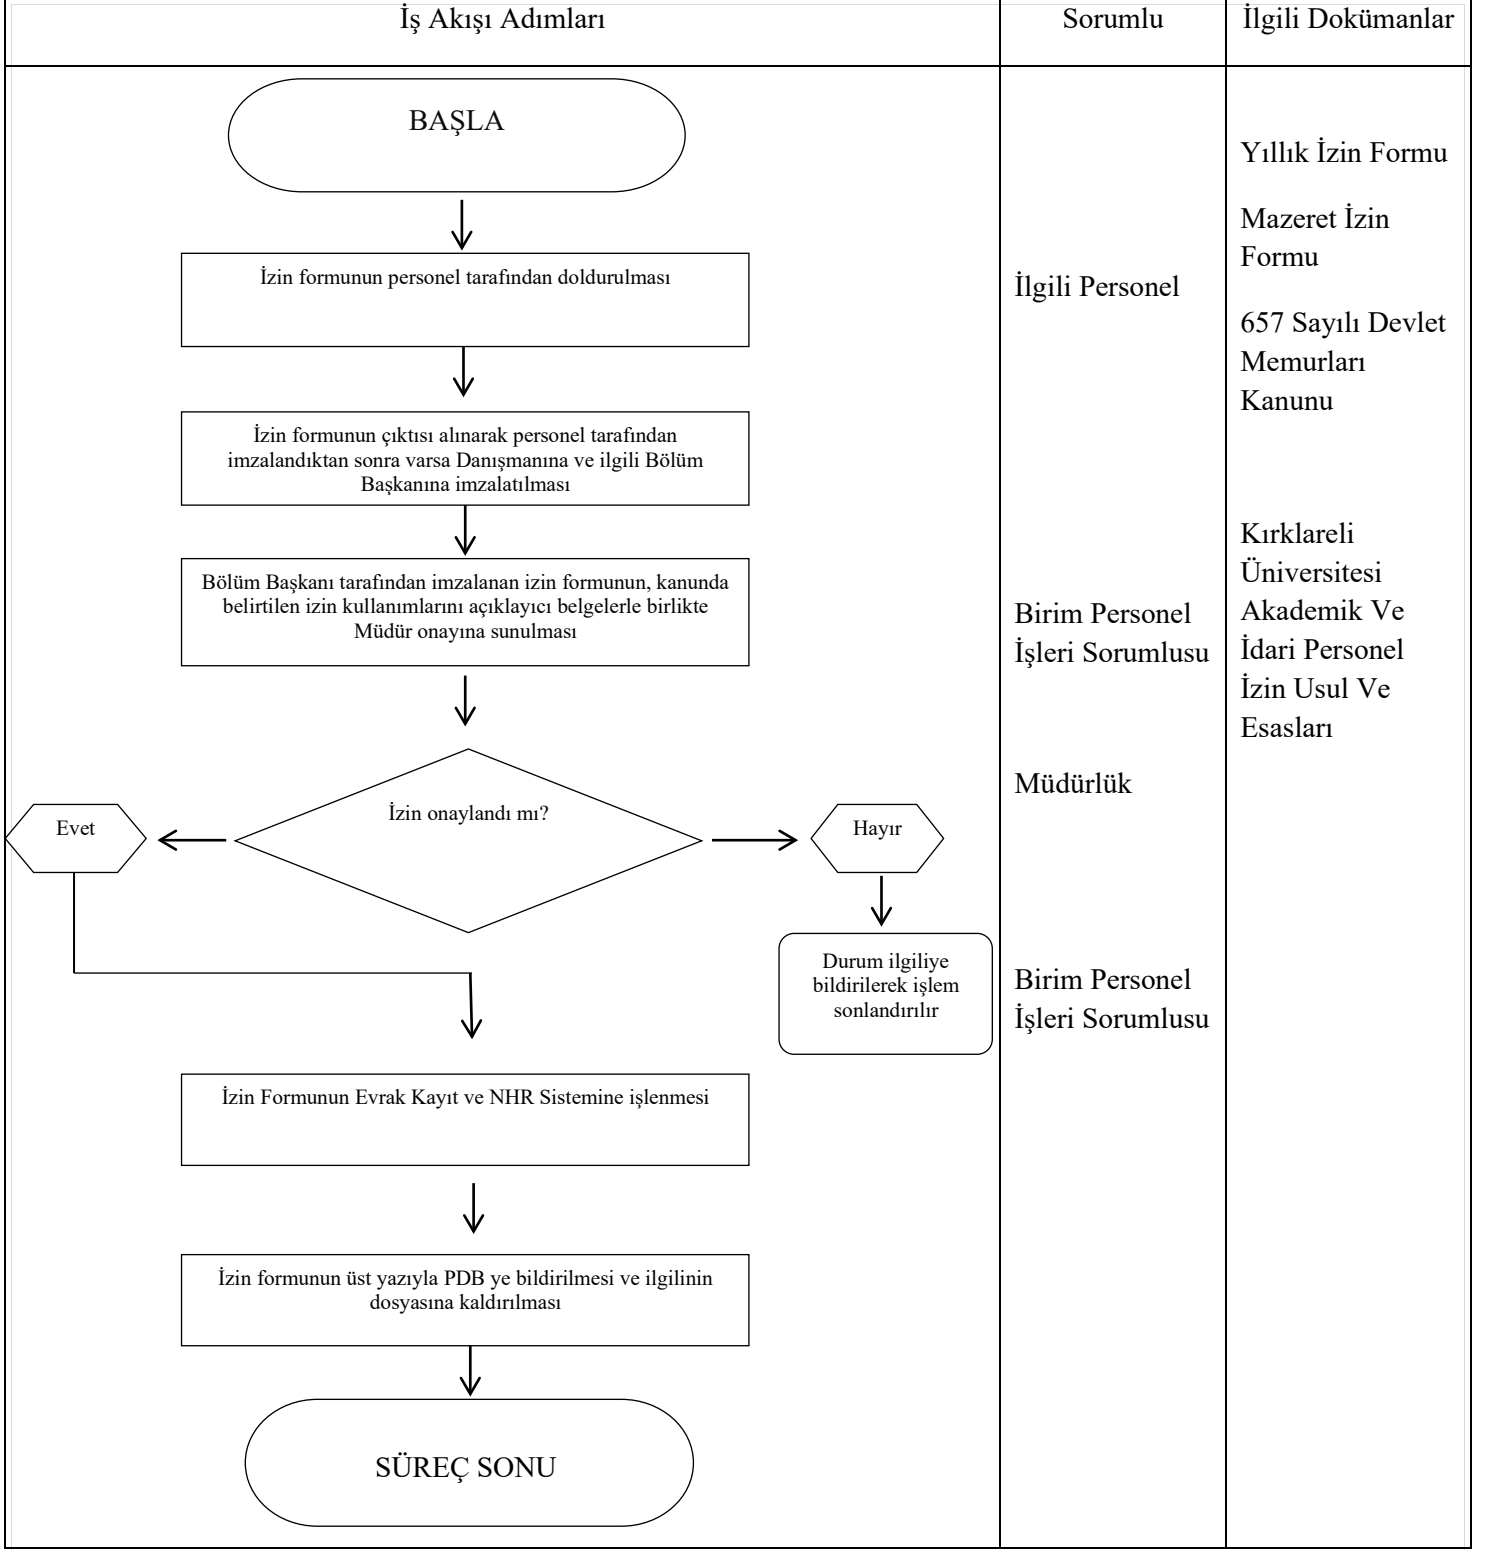 İş Akışı Adımları
Sorumlu
İlgili Dokümanlar
BAŞLA
İzin formunun personel tarafından doldurulması
İzin formunun çıktısı alınarak personel tarafından
imzalandıktan sonra varsa Danışmanına ve ilgili Bölüm
Başkanına imzalatılması
Bölüm Başkanı tarafından imzalanan izin formunun, kanunda
belirtilen izin kullanımlarını açıklayıcı belgelerle birlikte
Müdür onayına sunulması
İzin onaylandı mı?
Evet
Hayır
Durum ilgiliye
bildirilerek işlem
sonlandırılır
İzin Formunun Evrak Kayıt ve NHR Sistemine işlenmesi
İzin formunun üst yazıyla PDB ye bildirilmesi ve ilgilinin
dosyasına kaldırılması
SÜREÇ SONU
İlgili Personel
Birim Personel
İşleri Sorumlusu
Müdürlük
Birim Personel
İşleri Sorumlusu
Yıllık İzin Formu
Mazeret İzin
Formu
657 Sayılı Devlet
Memurları
Kanunu
Kırklareli
Üniversitesi
Akademik Ve
İdari Personel
İzin Usul Ve
Esasları